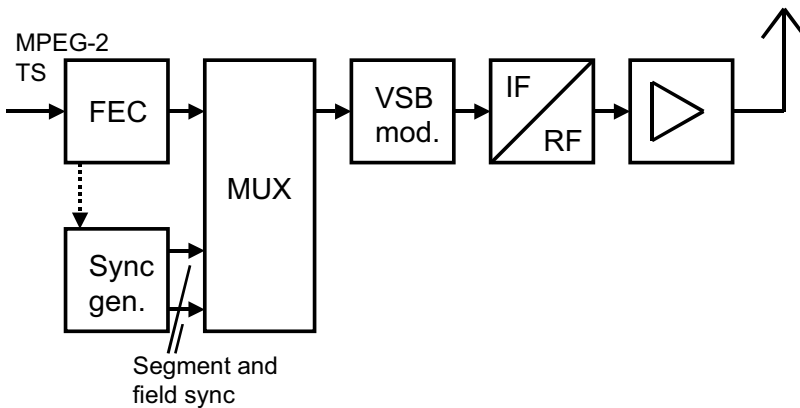 MPEG-2
TS
FEC
MUX
VSB
mod.
IF
RF
Sync
gen.
Segment and
field sync